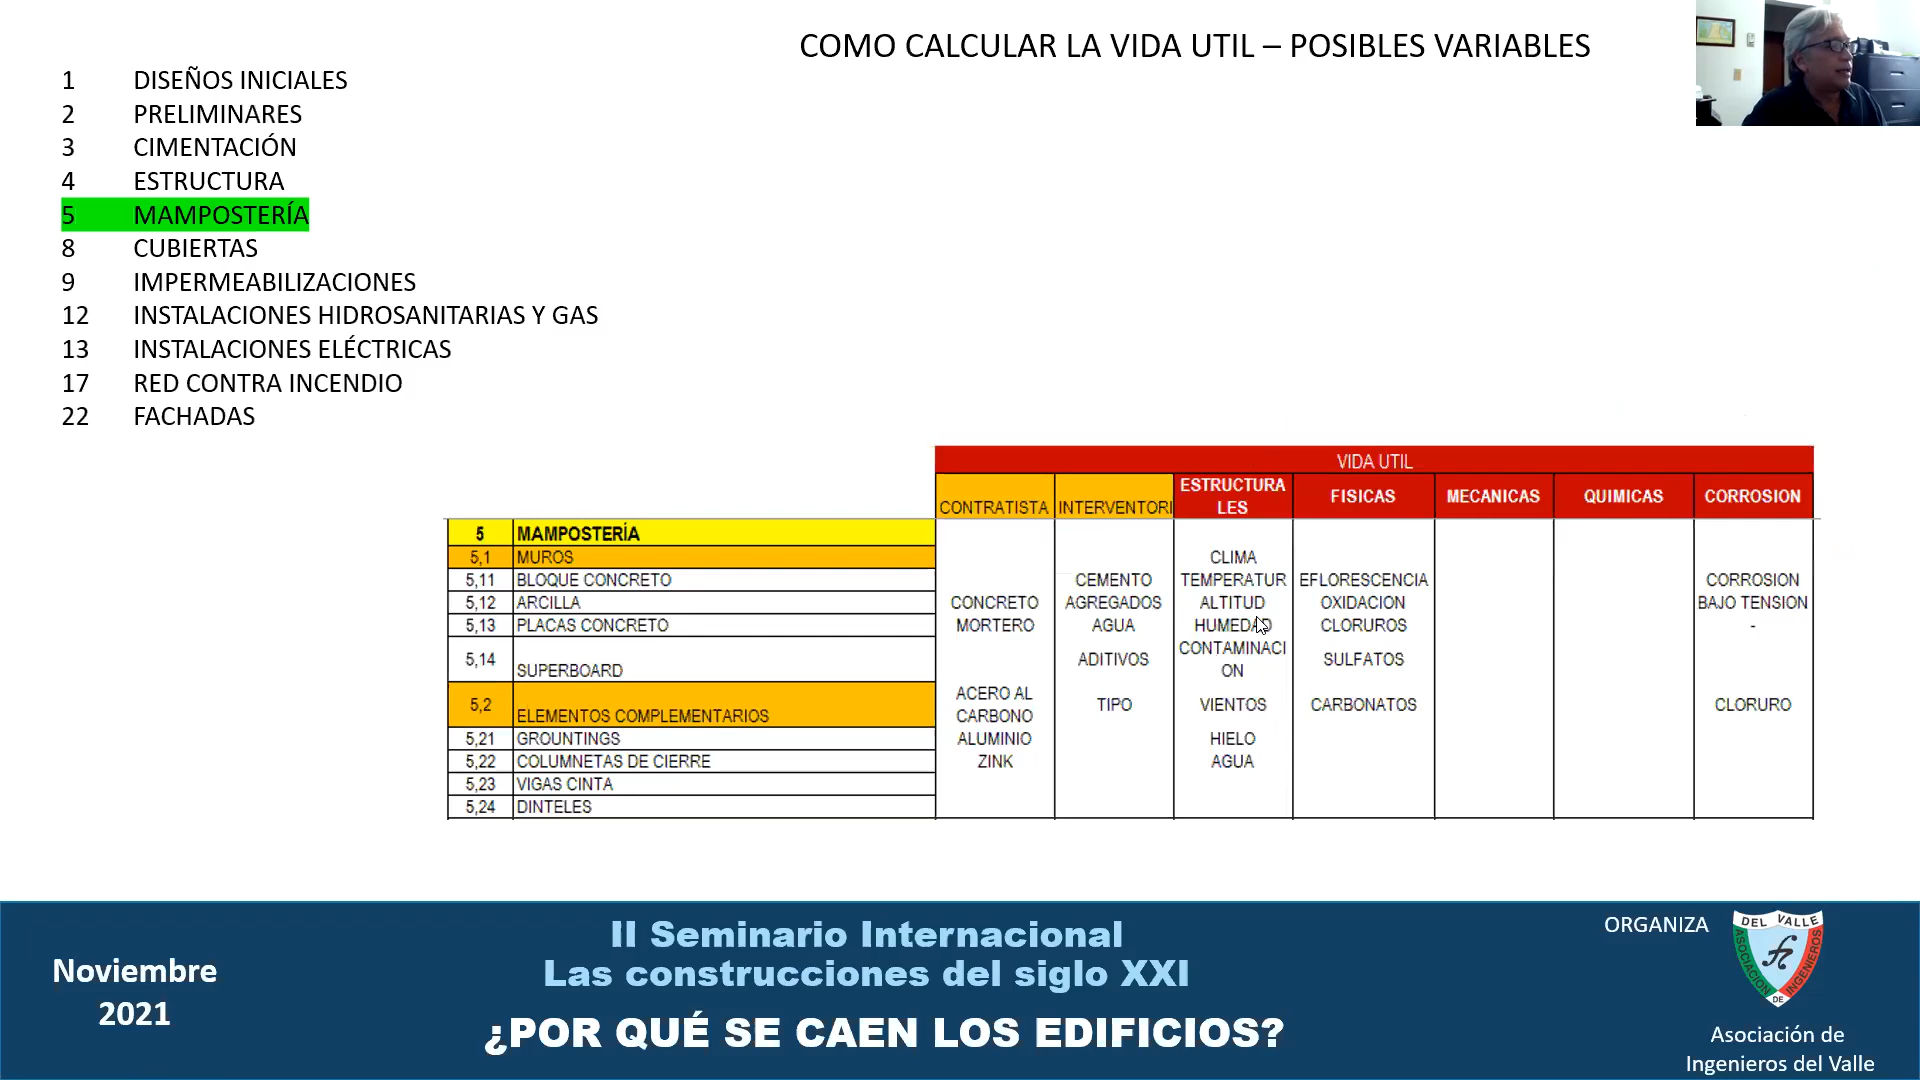 COMO CALCULAR LA VIDA UTIL – POSIBLES VARIABLES
1 DISEÑOS INICIALES
2 PRELIMINARES
3 CIMENTACIÓN
4 ESTRUCTURA
5 MAMPOSTERÍA
8 CUBIERTAS
9 IMPERMEABILIZACIONES
12 INSTALACIONES HIDROSANITARIAS Y GAS
13 INSTALACIONES ELÉCTRICAS
17 RED CONTRA INCENDIO
22 FACHADAS
VIDA UTIL
CONTRATISTA INTERVENTORI ESTRUCTURA LES FISICAS MECANICAS QUIMICAS CORROSION
5 MAMPOSTERÍA
5,1 MUROS CLIMA
5,11 BLOQUE CONCRETO CEMENTO TEMPERATUR EFLORESCENCIA CORROSION
5,12 ARCILLA CONCRETO AGREGADOS ALTITUD OXIDACION BAJO TENSION
5,13 PLACAS CONCRETO MORTERO AGUA HUMEDAD CLORUROS -
5,14 SUPERBOARD ADITIVOS CONTAMINACI ON SULFATOS
5,2 ELEMENTOS COMPLEMENTARIOS ACERO AL CARBONO TIPO VIENTOS CARBONATOS CLORURO
5,21 GROUNTINGS ALUMINIO HIELO
5,22 COLUMNETAS DE CIERRE ZINK AGUA
5,23 VIGAS CINTA
5,24 DINTELES
Noviembre
2021
II Seminario Internacional
Las construcciones del siglo XXI
¿POR QUÉ SE CAEN LOS EDIFICIOS?
ORGANIZA
DEL VALLE
ASOCIACION
DE
INGENIEROS
Asociación de
Ingenieros del Valle